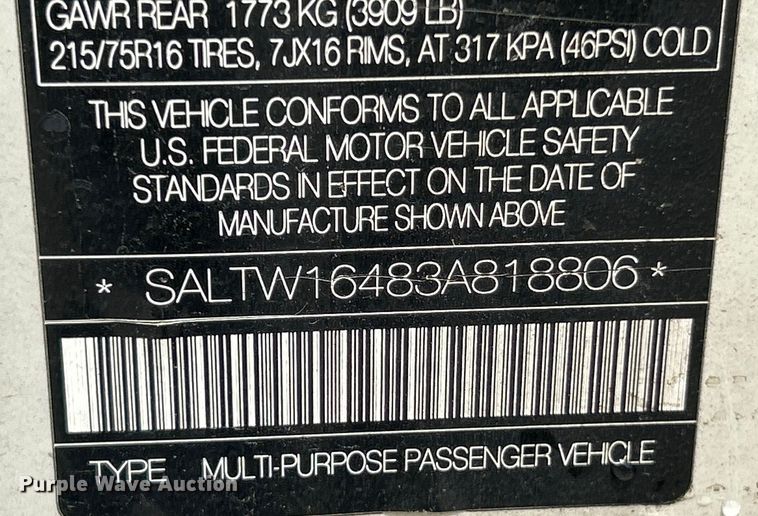 GAWR REAR 1773 KG (3909 LB)
215/75R16 TIRES, 7JX16 RIMS, AT 317 KPA (46PSI) COLD
THIS VEHICLE CONFORMS TO ALL APPLICABLE
U.S. FEDERAL MOTOR VEHICLE SAFETY
STANDARDS IN EFFECT ON THE DATE OF
MANUFACTURE SHOWN ABOVE
* SALTW16483A818806 *
TYPE MULTI-PURPOSE PASSENGER VEHICLE
Purple Wave Auction